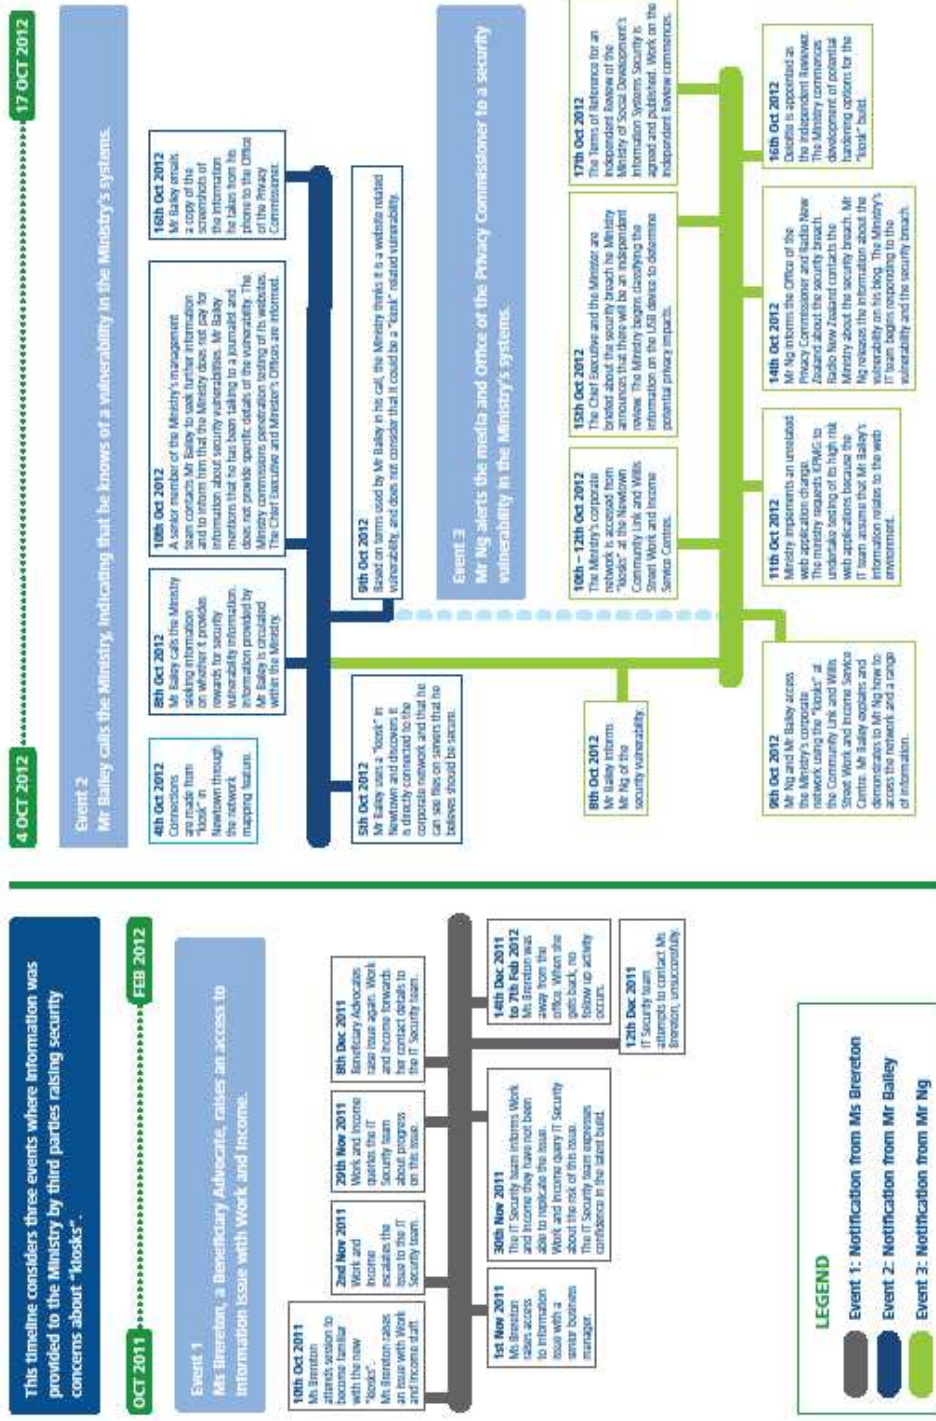 This timeline considers three events where information was
provided to the Ministry by third parties raising security
concerns about "kiosks".
OCT 2011
FEB 2012
Event 1
Ms Brereton, a Beneficiary Advocate, raises an access to
information issue with Work and Income.
10th Oct 2011
Ms Brereton
attends session to
become familiar
with the new
"kiosks".
Ms Brereton raises
an issue with Work
and Income staff.
2nd Nov 2011
Work and
Income
escalates the
issue to the IT
Security team.
29th Nov 2011
Work and Income
queries the IT
Security team
about progress
on this issue.
8th Dec 2011
Beneficiary Advocates
raise issue again. Work
and Income forwards
her contact details to
the IT Security team.
1st Nov 2011
Ms Brereton
raises access
to information
issue with a
senior business
manager.
30th Nov 2011
The IT Security team informs Work
and Income they have not been
able to replicate the issue.
Work and Income query IT Security
about the risk of this issue.
The IT Security team expresses
confidence in the latest build.
14th Dec 2011
to 7th Feb 2012
Ms Brereton was
away from the
office. When she
gets back, no
follow up activity
occurs.
12th Dec 2011
IT Security team
attempts to contact Ms
Brereton, unsuccessfully.
LEGEND
Event 1: Notification from Ms Brereton
Event 2: Notification from Mr Bailey
Event 3: Notification from Mr Ng
4 OCT 2012
17 OCT 2012
Event 2
Mr Bailey calls the Ministry, indicating that he knows of a vulnerability in the Ministry's systems.
4th Oct 2012
Connections
are made from
"kiosk" in
Newtown through
the network
mapping feature.
8th Oct 2012
Mr Bailey calls the Ministry
seeking information
on whether it provides
rewards for security
vulnerability information.
Information provided by
Mr Bailey is circulated
within the Ministry.
10th Oct 2012
A senior member of the Ministry's management
team contacts Mr Bailey to seek further information
and to inform him that the Ministry does not pay for
information about security vulnerabilities. Mr Bailey
mentions that he has been talking to a journalist and
does not provide specific details of the vulnerability. The
Ministry commissions penetration testing of its websites.
The Chief Executive and Minister's Offices are informed.
16th Oct 2012
Mr Bailey emails
a copy of the
screenshots of
the information
he takes from his
phone to the Office
of the Privacy
Commissioner.
5th Oct 2012
Mr Bailey uses a "kiosk" in
Newtown and discovers it
is directly connected to the
corporate network and that he
can see files on servers that he
believes should be secure.
9th Oct 2012
Based on terms used by Mr Bailey in his call, the Ministry thinks it is a website related
vulnerability, and does not consider that it could be a "kiosk" related vulnerability.
Event 3
Mr Ng alerts the media and office of the Privacy Commissioner to a security
vulnerability in the Ministry's systems.
8th Oct 2012
Mr Bailey informs
Mr Ng of the
security vulnerability.
10th – 12th Oct 2012
The Ministry's corporate
network is accessed from
"kiosks" at the Newtown
Community Link and Willis
Street Work and Income
Service Centres.
15th Oct 2012
The Chief Executive and the Minister are
briefed about the security breach he Ministry
announces that there will be an independent
review. The Ministry begins classifying the
information on the USB device to determine
potential privacy impacts.
17th Oct 2012
The Terms of Reference for an
Independent Review of the
Ministry of Social Development's
Information Systems Security is
agreed and published. Work on the
Independent Review commences.
9th Oct 2012
Mr Ng and Mr Bailey access
the Ministry's corporate
network using the "kiosks" at
the Community Link and Willis
Street Work and Income Service
Centre. Mr Bailey explains and
demonstrates to Mr Ng how to
access the network and a range
of information.
11th Oct 2012
Ministry implements an unrelated
web application change.
The ministry requests KPMG to
undertake testing of its high risk
web applications because the
IT team assume that Mr Bailey's
information relates to the web
environment.
14th Oct 2012
Mr Ng informs the Office of the
Privacy Commissioner and Radio New
Zealand about the security breach.
Radio New Zealand contact the
Ministry about the security breach. Mr
Ng releases the information about the
vulnerability on his blog. The Ministry's
IT team begins responding to the
vulnerability and the security breach.
16th Oct 2012
Deloitte is appointed as
the Independent Reviewer.
The Ministry commences
development of potential
hardening options for the
"kiosk" build.